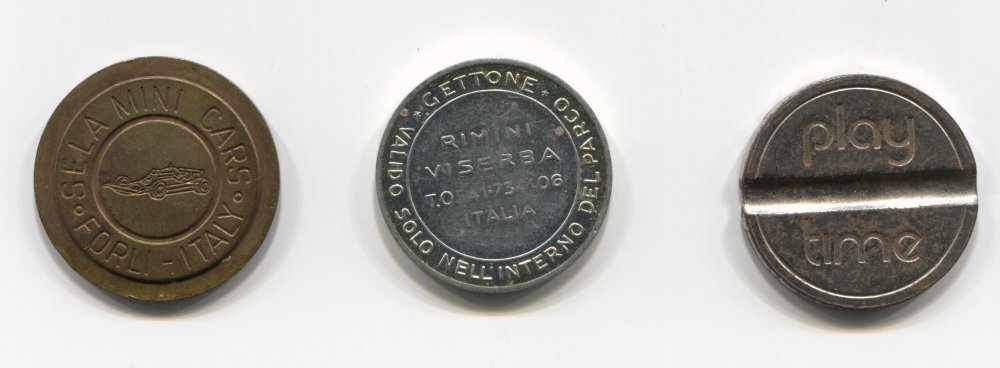 SELA MINI CARS
FORLI - ITALY
GETTONE
VALIDO SOLO NELL'INTERNO DEL PARCO
RIMINI
VISERBA
T.O 41-73-06
ITALIA
play
time